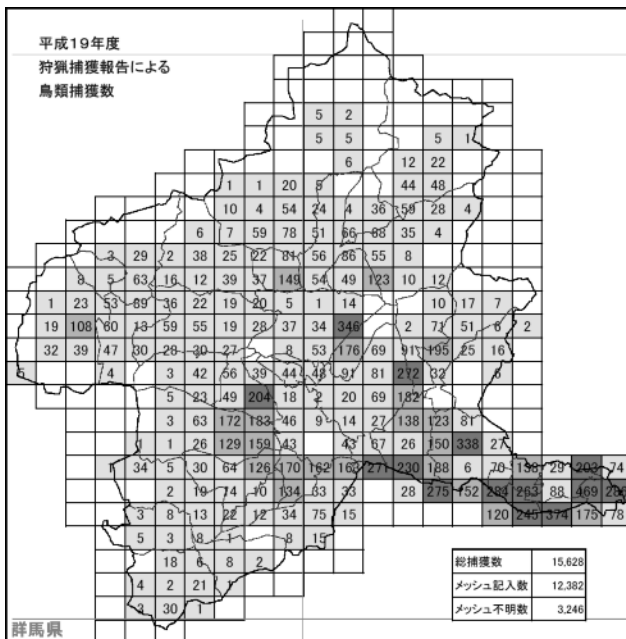 平成19年度
狩猟捕獲報告による
鳥類捕獲数
5 2
5 5 5 1
6 12 22
1 1 20 5 44 48
10 4 54 24 4 36 59 28 4
6 7 59 78 51 66 88 35 4
3 29 2 38 25 22 81 56 86 55 8
8 5 63 16 12 39 37 149 54 49 123 10 12
1 23 53 89 36 22 19 20 5 1 14 10 17 7
19 108 60 13 59 55 19 28 37 34 346 2 71 51 6 2
32 39 47 30 28 30 27 8 53 176 69 91 195 25 16
5 4 3 42 56 39 44 48 91 81 272 32 6
5 23 49 204 18 2 20 69 182
3 63 172 183 46 9 14 27 138 123 81
1 1 26 129 159 43 43 67 26 150 338 27
1 34 5 30 64 126 170 162 163 271 230 188 6 70 138 29 203 74
2 19 14 10 134 33 33 28 275 152 284 263 88 469
3 8 13 22 12 34 75 15 120 245 374 175 78
5 3 8 1 8 15
18 6 8 2
4 2 21 1
3 30 1
総捕獲数 15,628
メッシュ記入数 12,382
メッシュ不明数 3,246
群馬県